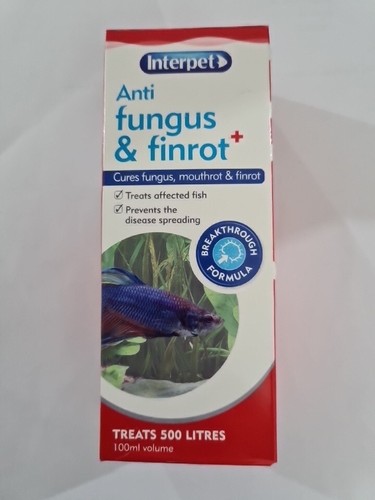 Interpet
Anti
fungus
& finrot+
Cures fungus, mouthrot & finrot
Treats affected fish
Prevents the
disease spreading
BREAKTHROUGH
FORMULA
TREATS 500 LITRES
100ml volume